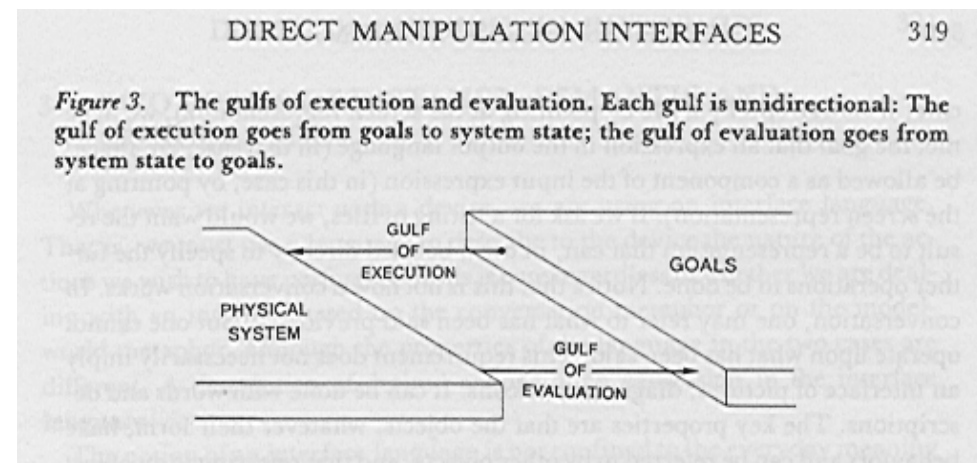 DIRECT MANIPULATION INTERFACES 319
Figure 3. The gulfs of execution and evaluation. Each gulf is unidirectional: The
gulf of execution goes from goals to system state; the gulf of evaluation goes from
system state to goals.
GULF
OF
EXECUTION
GOALS
PHYSICAL
SYSTEM
GULF
OF
EVALUATION